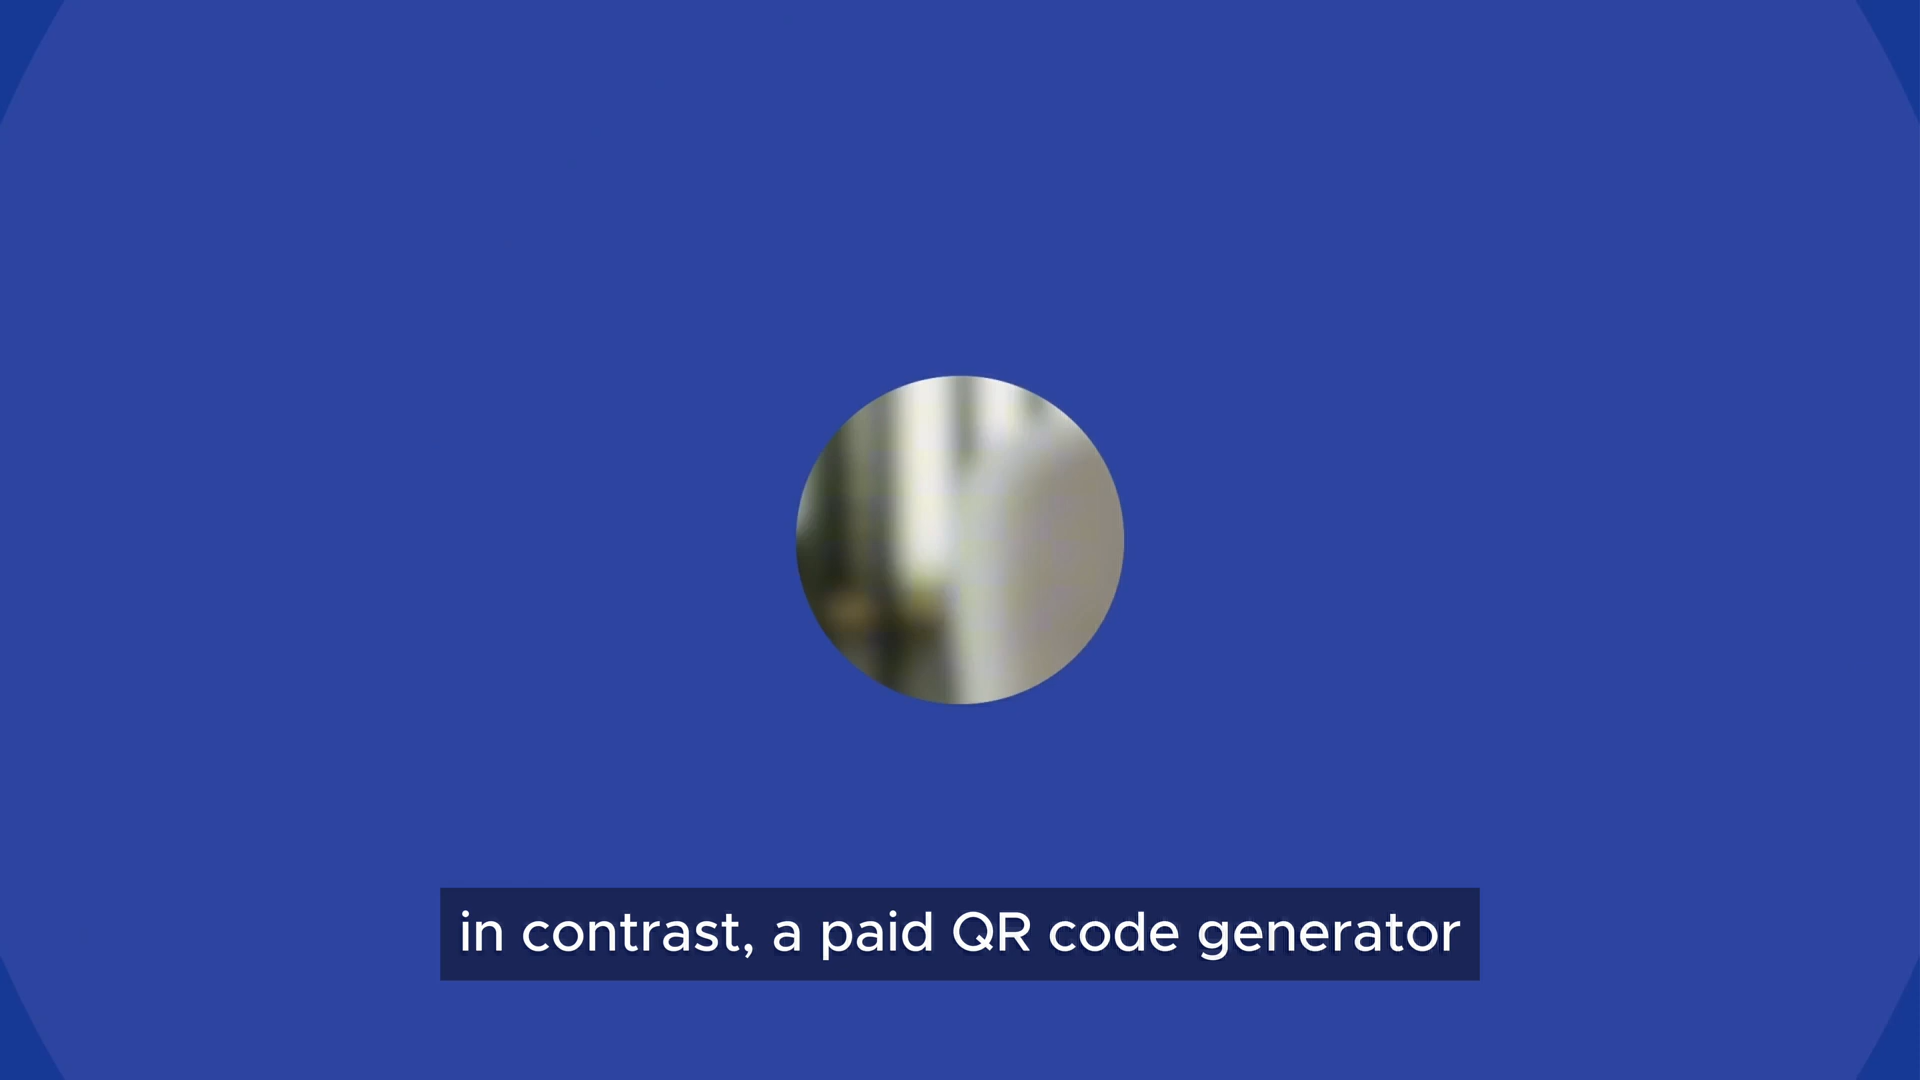 in contrast, a paid QR code generator